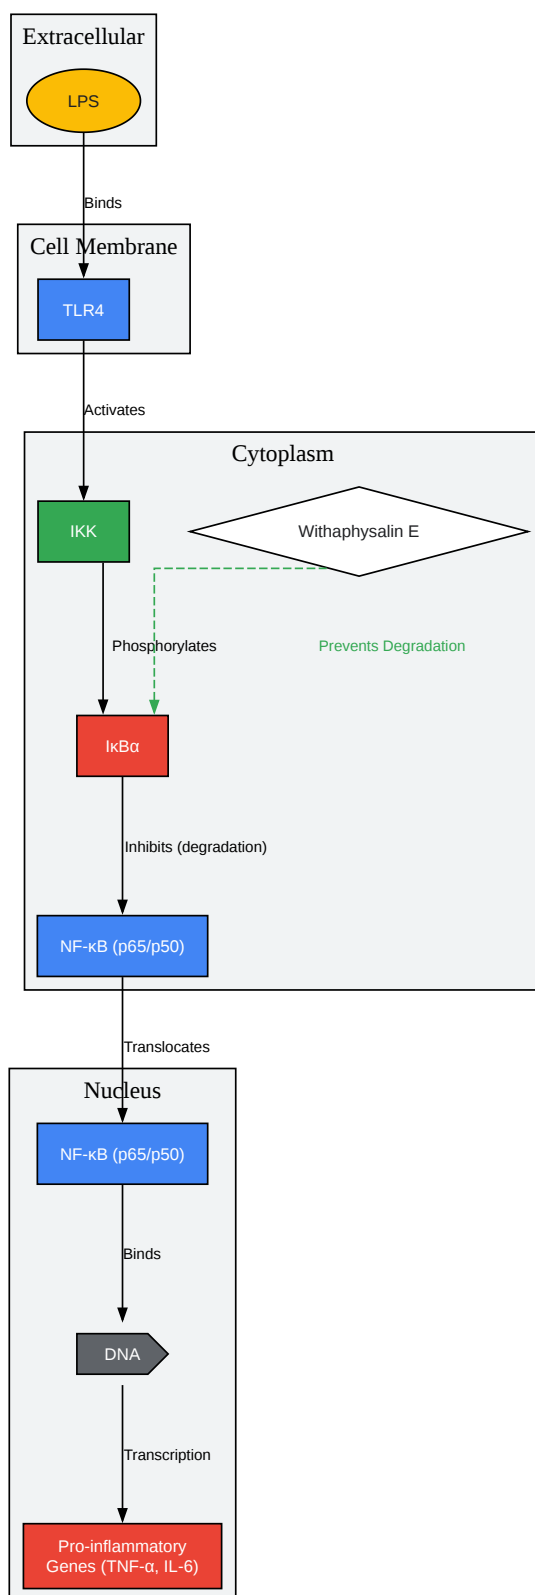 Extracellular
LPS
Binds
Cell Membrane
TLR4
Activates
Cytoplasm
IKK
Withaphysalin E
Phosphorylates
Prevents Degradation
IκBα
Inhibits (degradation)
NF-κB (p65/p50)
Translocates
Nucleus
NF-κB (p65/p50)
Binds
DNA
Transcription
Pro-inflammatory
Genes (TNF-α, IL-6)